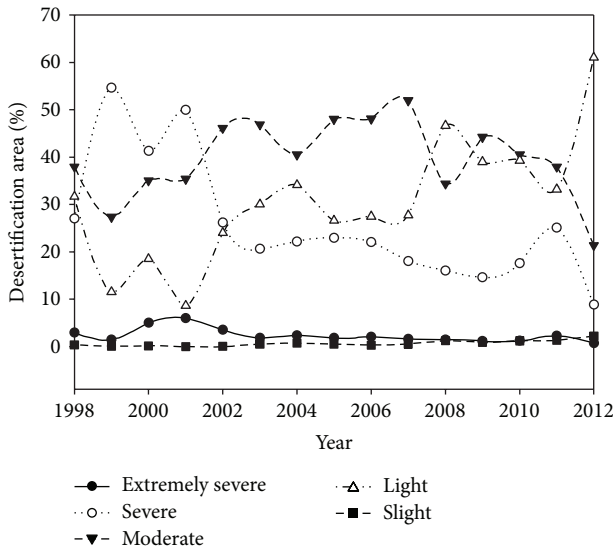 70
60
50
40
30
20
10
0
Desertification area (%)
1998 2000 2002 2004 2006 2008 2010 2012
Year
Extremely severe
Severe
Moderate
Light
Slight